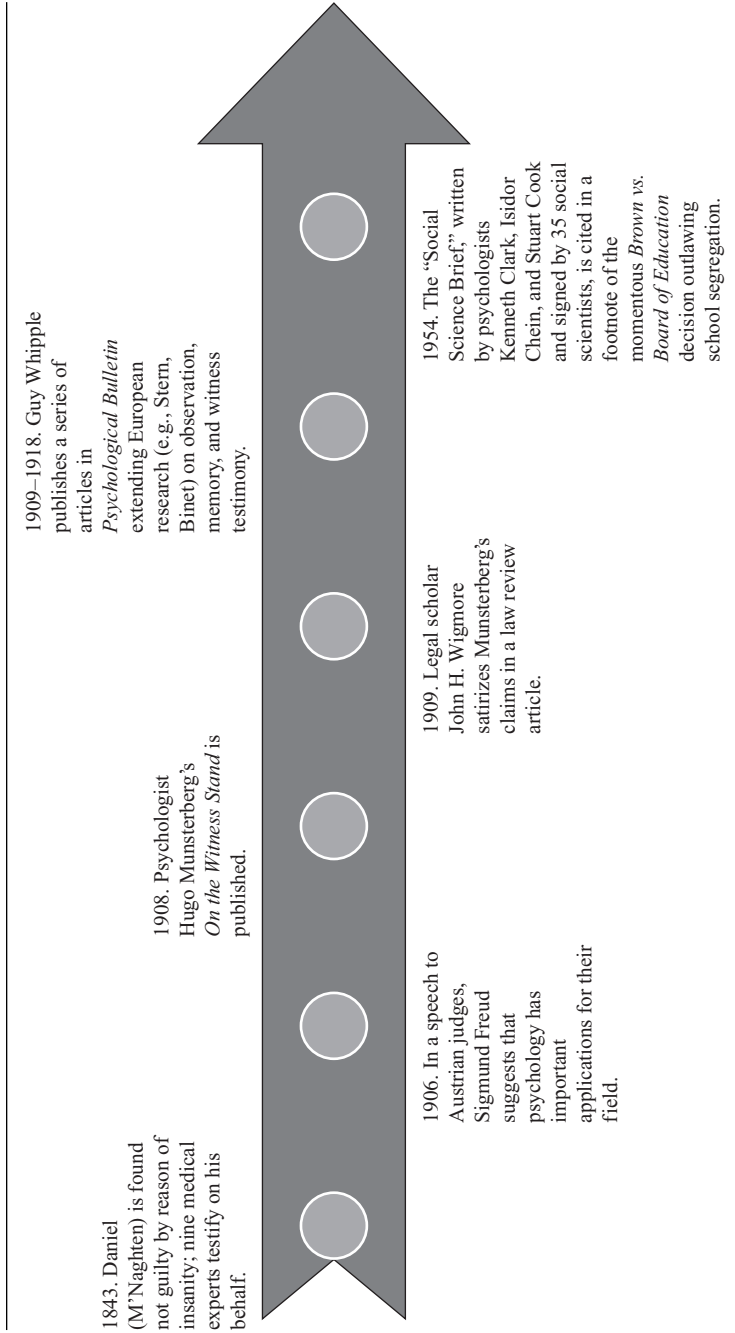 1843. Daniel
(M’Naghten) is found
not guilty by reason of
insanity; nine medical
experts testify on his
behalf.
1906. In a speech to
Austrian judges,
Sigmund Freud
suggests that
psychology has
important
applications for their
field.
1908. Psychologist
Hugo Munsterberg’s
On the Witness Stand is
published.
1909. Legal scholar
John H. Wigmore
satirizes Munsterberg’s
claims in a law review
article.
1909–1918. Guy Whipple
publishes a series of
articles in
Psychological Bulletin
extending European
research (e.g., Stern,
Binet) on observation,
memory, and witness
testimony.
1954. The “Social
Science Brief,” written
by psychologists
Kenneth Clark, Isidor
Chein, and Stuart Cook
and signed by 35 social
scientists, is cited in a
footnote of the
momentous Brown vs.
Board of Education
decision outlawing
school segregation.